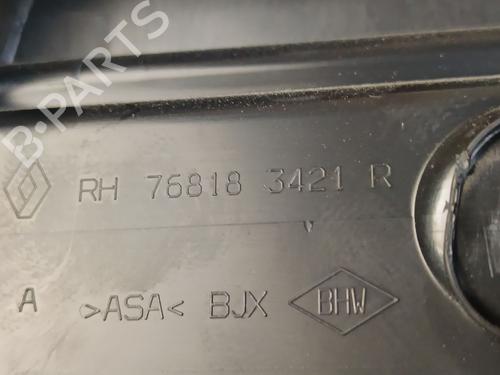 B-PARTS
RH 76818 3421 R
A >ASA< BJX BHW